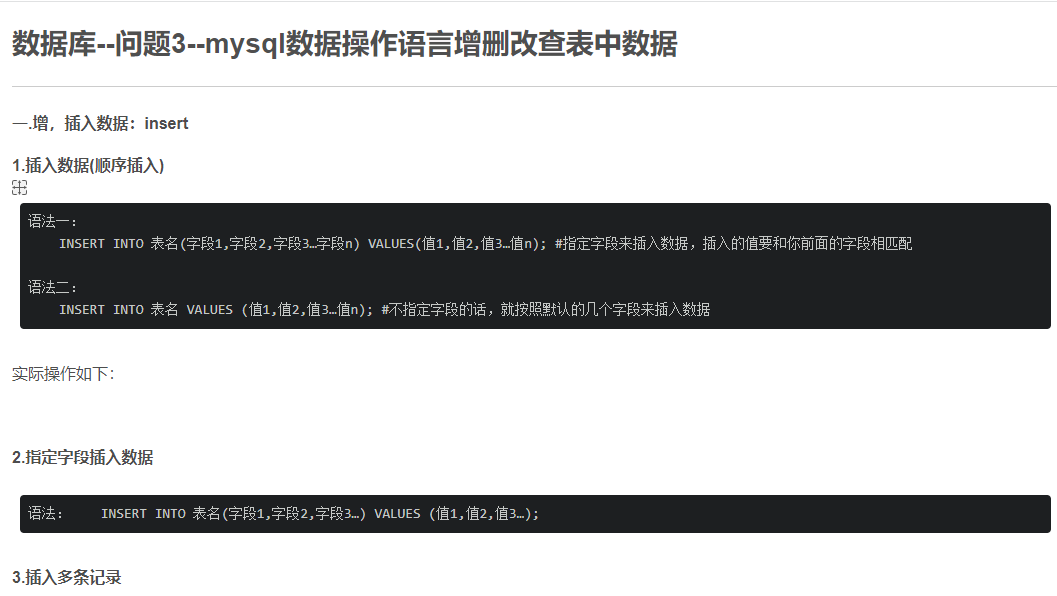 数据库--问题3--mysql数据操作语言增删改查表中数据
一.增，插入数据：insert
1.插入数据(顺序插入)
语法一：
INSERT INTO 表名(字段1,字段2,字段3…字段n) VALUES(值1,值2,值3…值n); #指定字段来插入数据，插入的值要和你前面的字段相匹配
语法二：
INSERT INTO 表名 VALUES (值1,值2,值3…值n); #不指定字段的话，就按照默认的几个字段来插入数据
实际操作如下：
2.指定字段插入数据
语法： INSERT INTO 表名(字段1,字段2,字段3…) VALUES (值1,值2,值3…);
3.插入多条记录